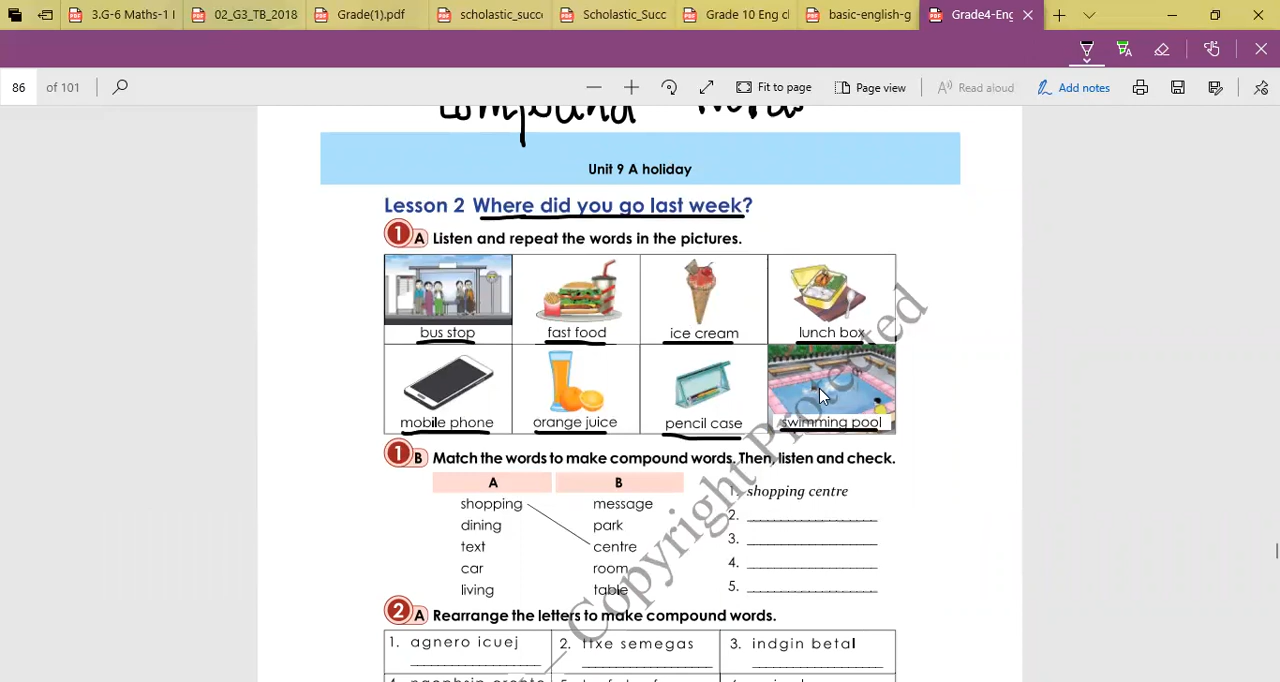 3.G-6 Maths-1 I
02_G3_TB_2018
Grade(1).pdf
scholastic_succ
Scholastic_Succ
Grade 10 Eng cl
basic-english-g
Grade4-Eng
86 of 101
Fit to page
Page view
Read aloud
Add notes
compound words
Unit 9 A holiday
Lesson 2 Where did you go last week?
1 A Listen and repeat the words in the pictures.
bus stop
fast food
ice cream
lunch box
mobile phone
orange juice
pencil case
swimming pool
1 B Match the words to make compound words. Then, listen and check.
A B
shopping message
dining park
text centre
car room
living table
1. shopping centre
2.
3.
4.
5.
2 A Rearrange the letters to make compound words.
1. agnero icuej
2. ttxe semegas
3. indgin betal
Copyright Protected